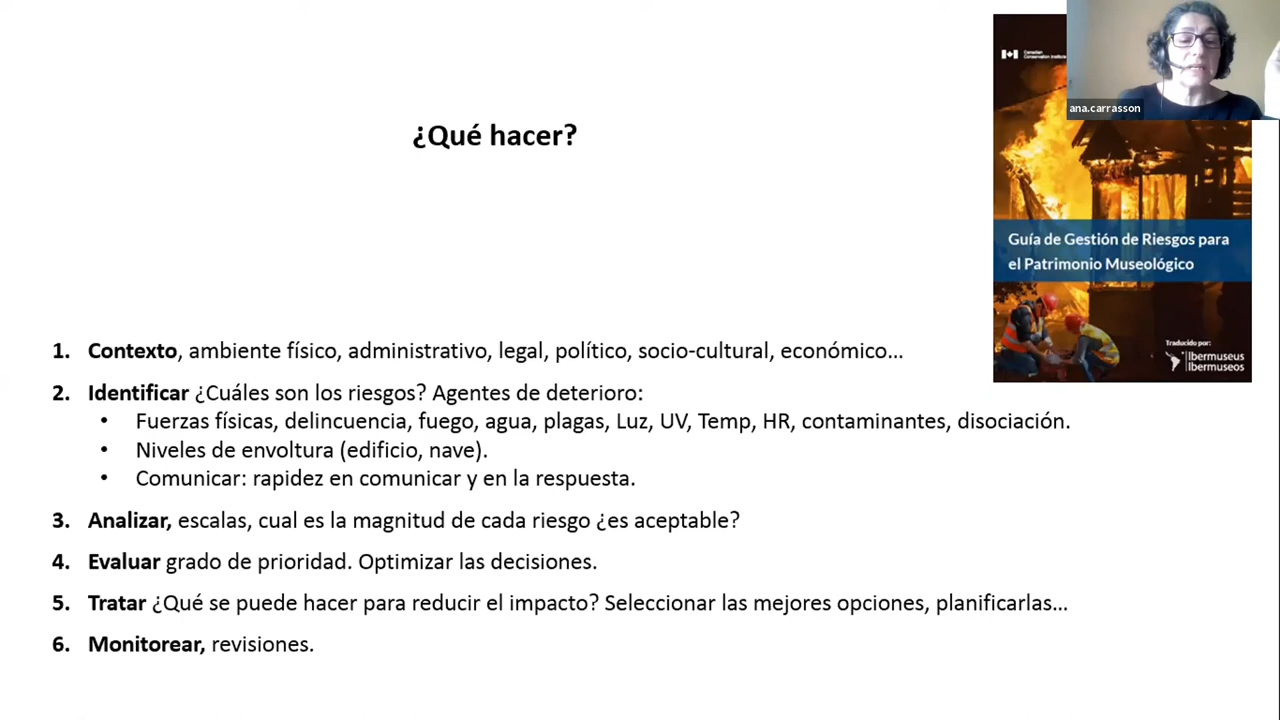 ¿Qué hacer?
1. Contexto, ambiente físico, administrativo, legal, político, socio-cultural, económico…
2. Identificar ¿Cuáles son los riesgos? Agentes de deterioro:
• Fuerzas físicas, delincuencia, fuego, agua, plagas, Luz, UV, Temp, HR, contaminantes, disociación.
• Niveles de envoltura (edificio, nave).
• Comunicar: rapidez en comunicar y en la respuesta.
3. Analizar, escalas, cual es la magnitud de cada riesgo ¿es aceptable?
4. Evaluar grado de prioridad. Optimizar las decisiones.
5. Tratar ¿Qué se puede hacer para reducir el impacto? Seleccionar las mejores opciones, planificarlas…
6. Monitorear, revisiones.
Canadian
Conservation Institute
ana.carrasson
Guía de Gestión de Riesgos para
el Patrimonio Museológico
Traducido por:
Ibermuseus
Ibermuseos